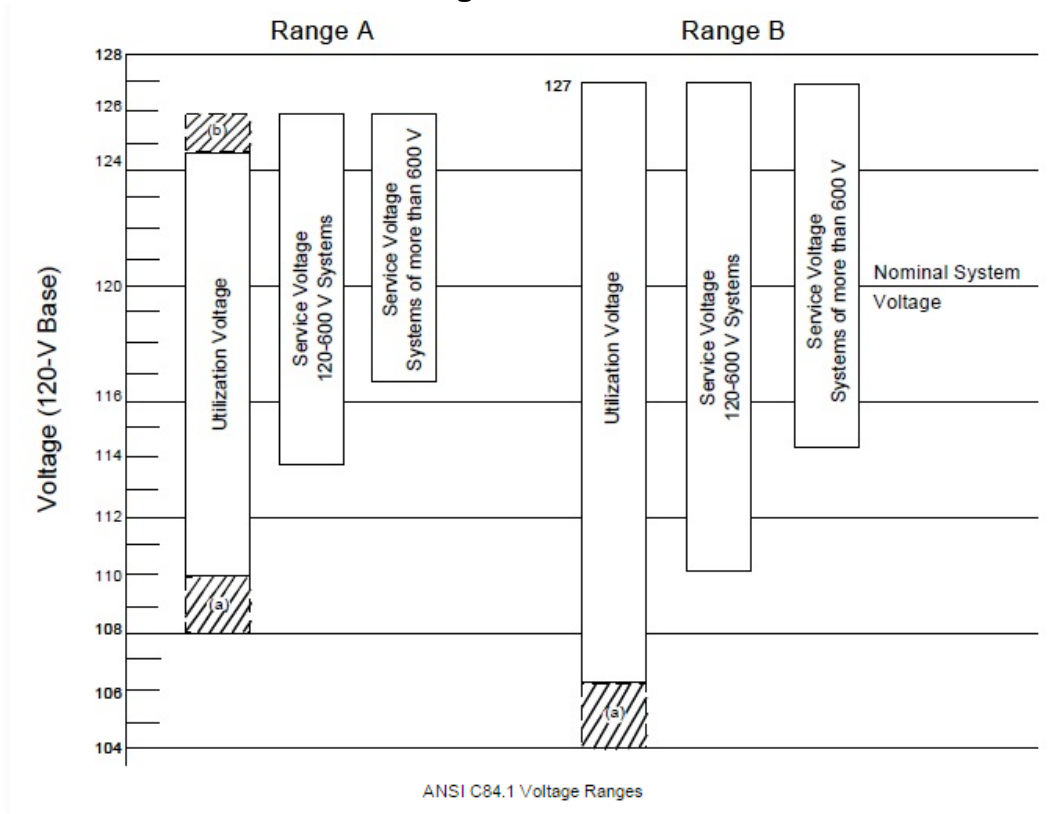 Range A
Range B
128
127
126
(b)
124
120
116
114
112
110
(a)
108
106
(a)
104
Voltage (120-V Base)
Utilization Voltage
Service Voltage
120-600 V Systems
Service Voltage
Systems of more than 600 V
Utilization Voltage
Service Voltage
120-600 V Systems
Service Voltage
Systems of more than 600 V
Nominal System
Voltage
ANSI C84.1 Voltage Ranges